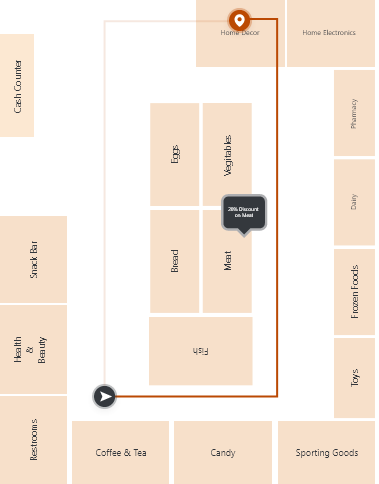 Home Decor
Home Electronics
Cash Counter
Pharmacy
Eggs
Vegitables
Dairy
20% Discount
on Meat
Snack Bar
Bread
Meat
Frozen Foods
Health
&
Beauty
Fish
Toys
Restrooms
Coffee & Tea
Candy
Sporting Goods